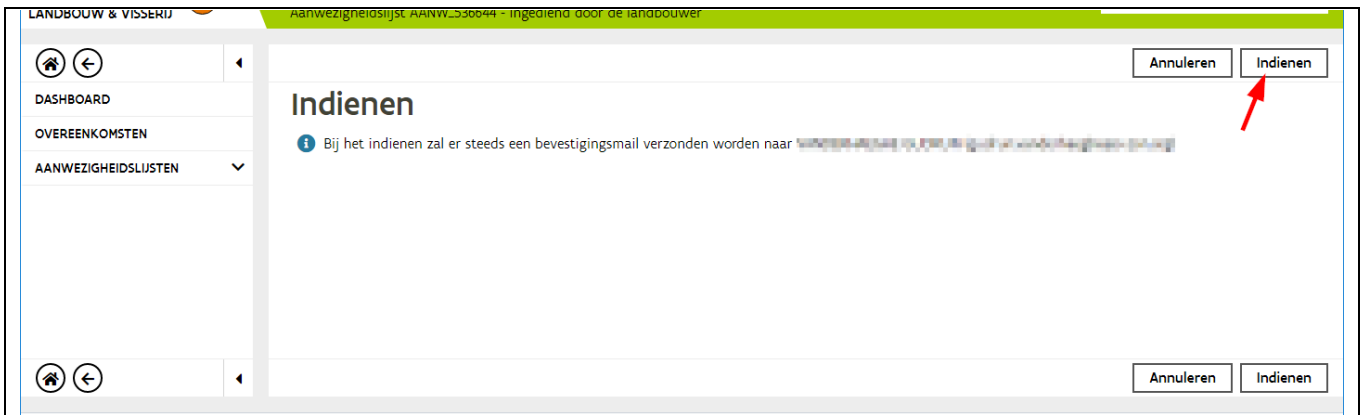 LANDBOUW & VISSERIJ
Aanwezigheidslijst AANW_536644 - Ingediend door de landbouwer
Annuleren Indienen
DASHBOARD
OVEREENKOMSTEN
AANWEZIGHEIDSLIJSTEN
Indienen
Bij het indienen zal er steeds een bevestigingsmail verzonden worden naar
Annuleren Indienen